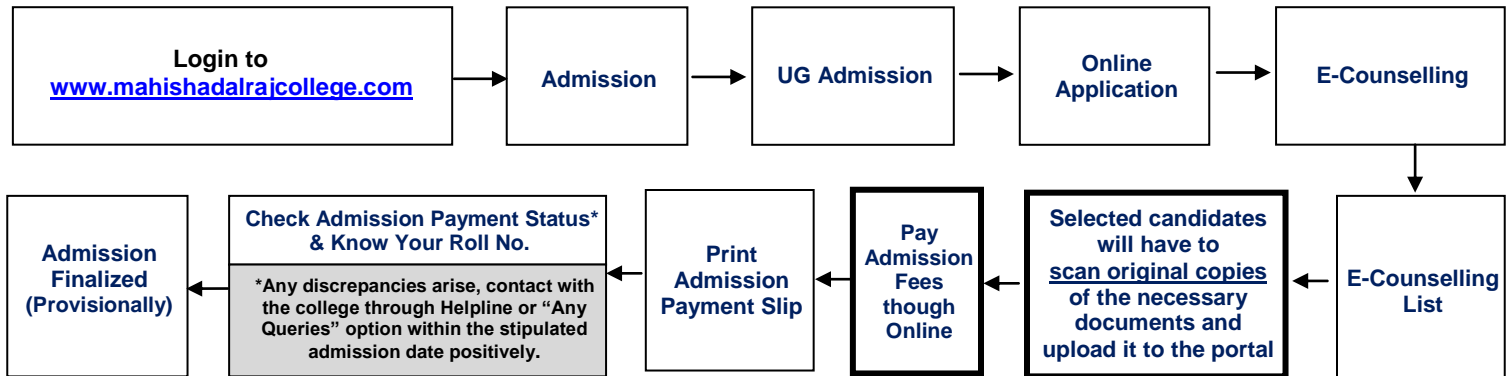 Login to
www.mahishadalrajcollege.com
Admission
UG Admission
Online
Application
E-Counselling
E-Counselling
List
Selected candidates
will have to
scan original copies
of the necessary
documents and
upload it to the portal
Pay
Admission
Fees
though
Online
Print
Admission
Payment Slip
Check Admission Payment Status*
& Know Your Roll No.
*Any discrepancies arise, contact with
the college through Helpline or “Any
Queries” option within the stipulated
admission date positively.
Admission
Finalized
(Provisionally)